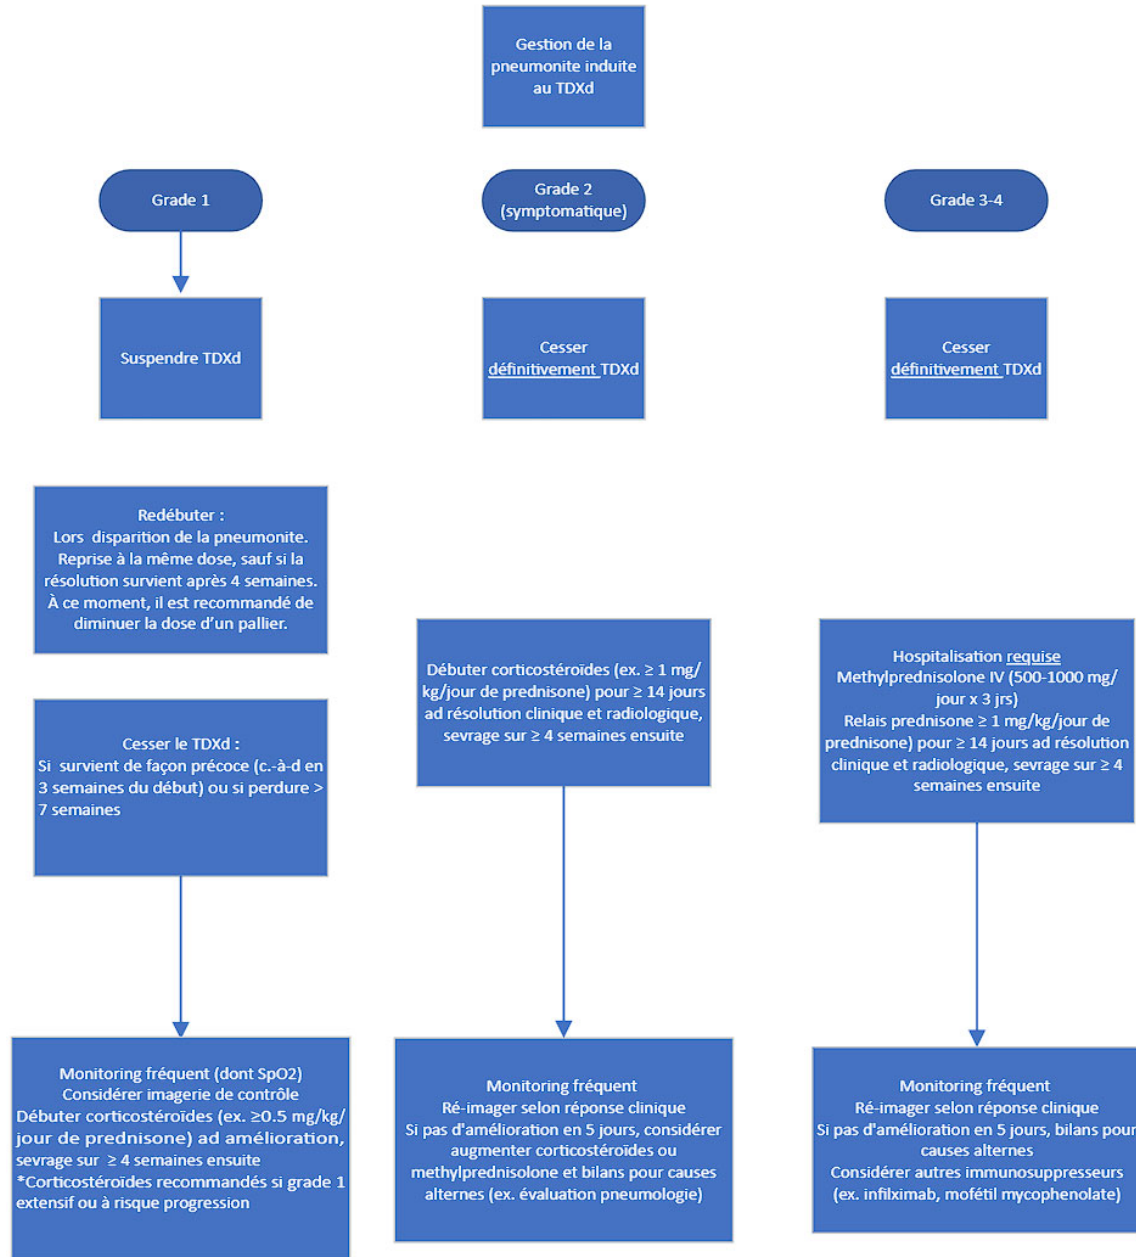 Gestion de la
pneumonite induite
au TDXd
Grade 1
Grade 2
(symptomatique)
Grade 3-4
Suspendre TDXd
Cesser
définitivement TDXd
Cesser
définitivement TDXd
Redébuter :
Lors disparition de la pneumonite.
Reprise à la même dose, sauf si la
résolution survient après 4 semaines.
À ce moment, il est recommandé de
diminuer la dose d'un pallier.
Cesser le TDXd :
Si survient de façon précoce (c.-à-d en
3 semaines du début) ou si perdure >
7 semaines
Débuter corticostéroïdes (ex. ≥ 1 mg/
kg/jour de prednisone) pour ≥ 14 jours
ad résolution clinique et radiologique,
sevrage sur ≥ 4 semaines ensuite
Hospitalisation requise
Methylprednisolone IV (500-1000 mg/
jour x 3 jrs)
Relais prednisone ≥ 1 mg/kg/jour de
prednisone) pour ≥ 14 jours ad résolution
clinique et radiologique, sevrage sur ≥ 4
semaines ensuite
Monitoring fréquent (dont SpO2)
Considérer imagerie de contrôle
Débuter corticostéroïdes (ex. ≥0.5 mg/kg/
jour de prednisone) ad amélioration,
sevrage sur ≥ 4 semaines ensuite
*Corticostéroïdes recommandés si grade 1
extensif ou à risque progression
Monitoring fréquent
Ré-imager selon réponse clinique
Si pas d'amélioration en 5 jours, considérer
augmenter corticostéroïdes ou
methylprednisolone et bilans pour causes
alternes (ex. évaluation pneumologie)
Monitoring fréquent
Ré-imager selon réponse clinique
Si pas d'amélioration en 5 jours, bilans pour
causes alternes
Considérer autres immunosuppresseurs
(ex. infilximab, mofétil mycophenolate)